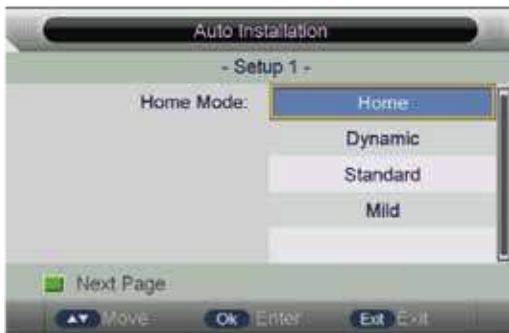 Auto Installation
- Setup 1 -
Home Mode: Home
Dynamic
Standard
Mild
Next Page
Move Ok Enter Exit Exit